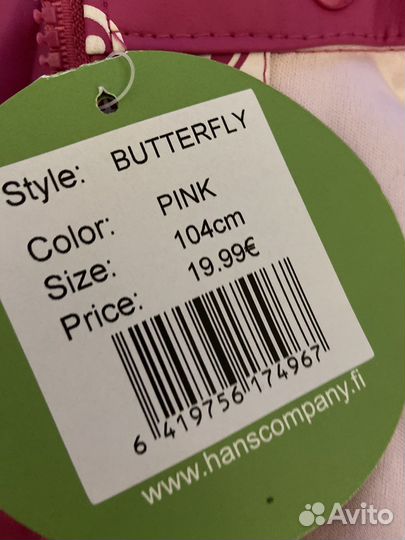 Style: BUTTERFLY
Color: PINK
Size: 104cm
Price: 19.99€
6 419756 174967
www.hanscompany.fi
Avito